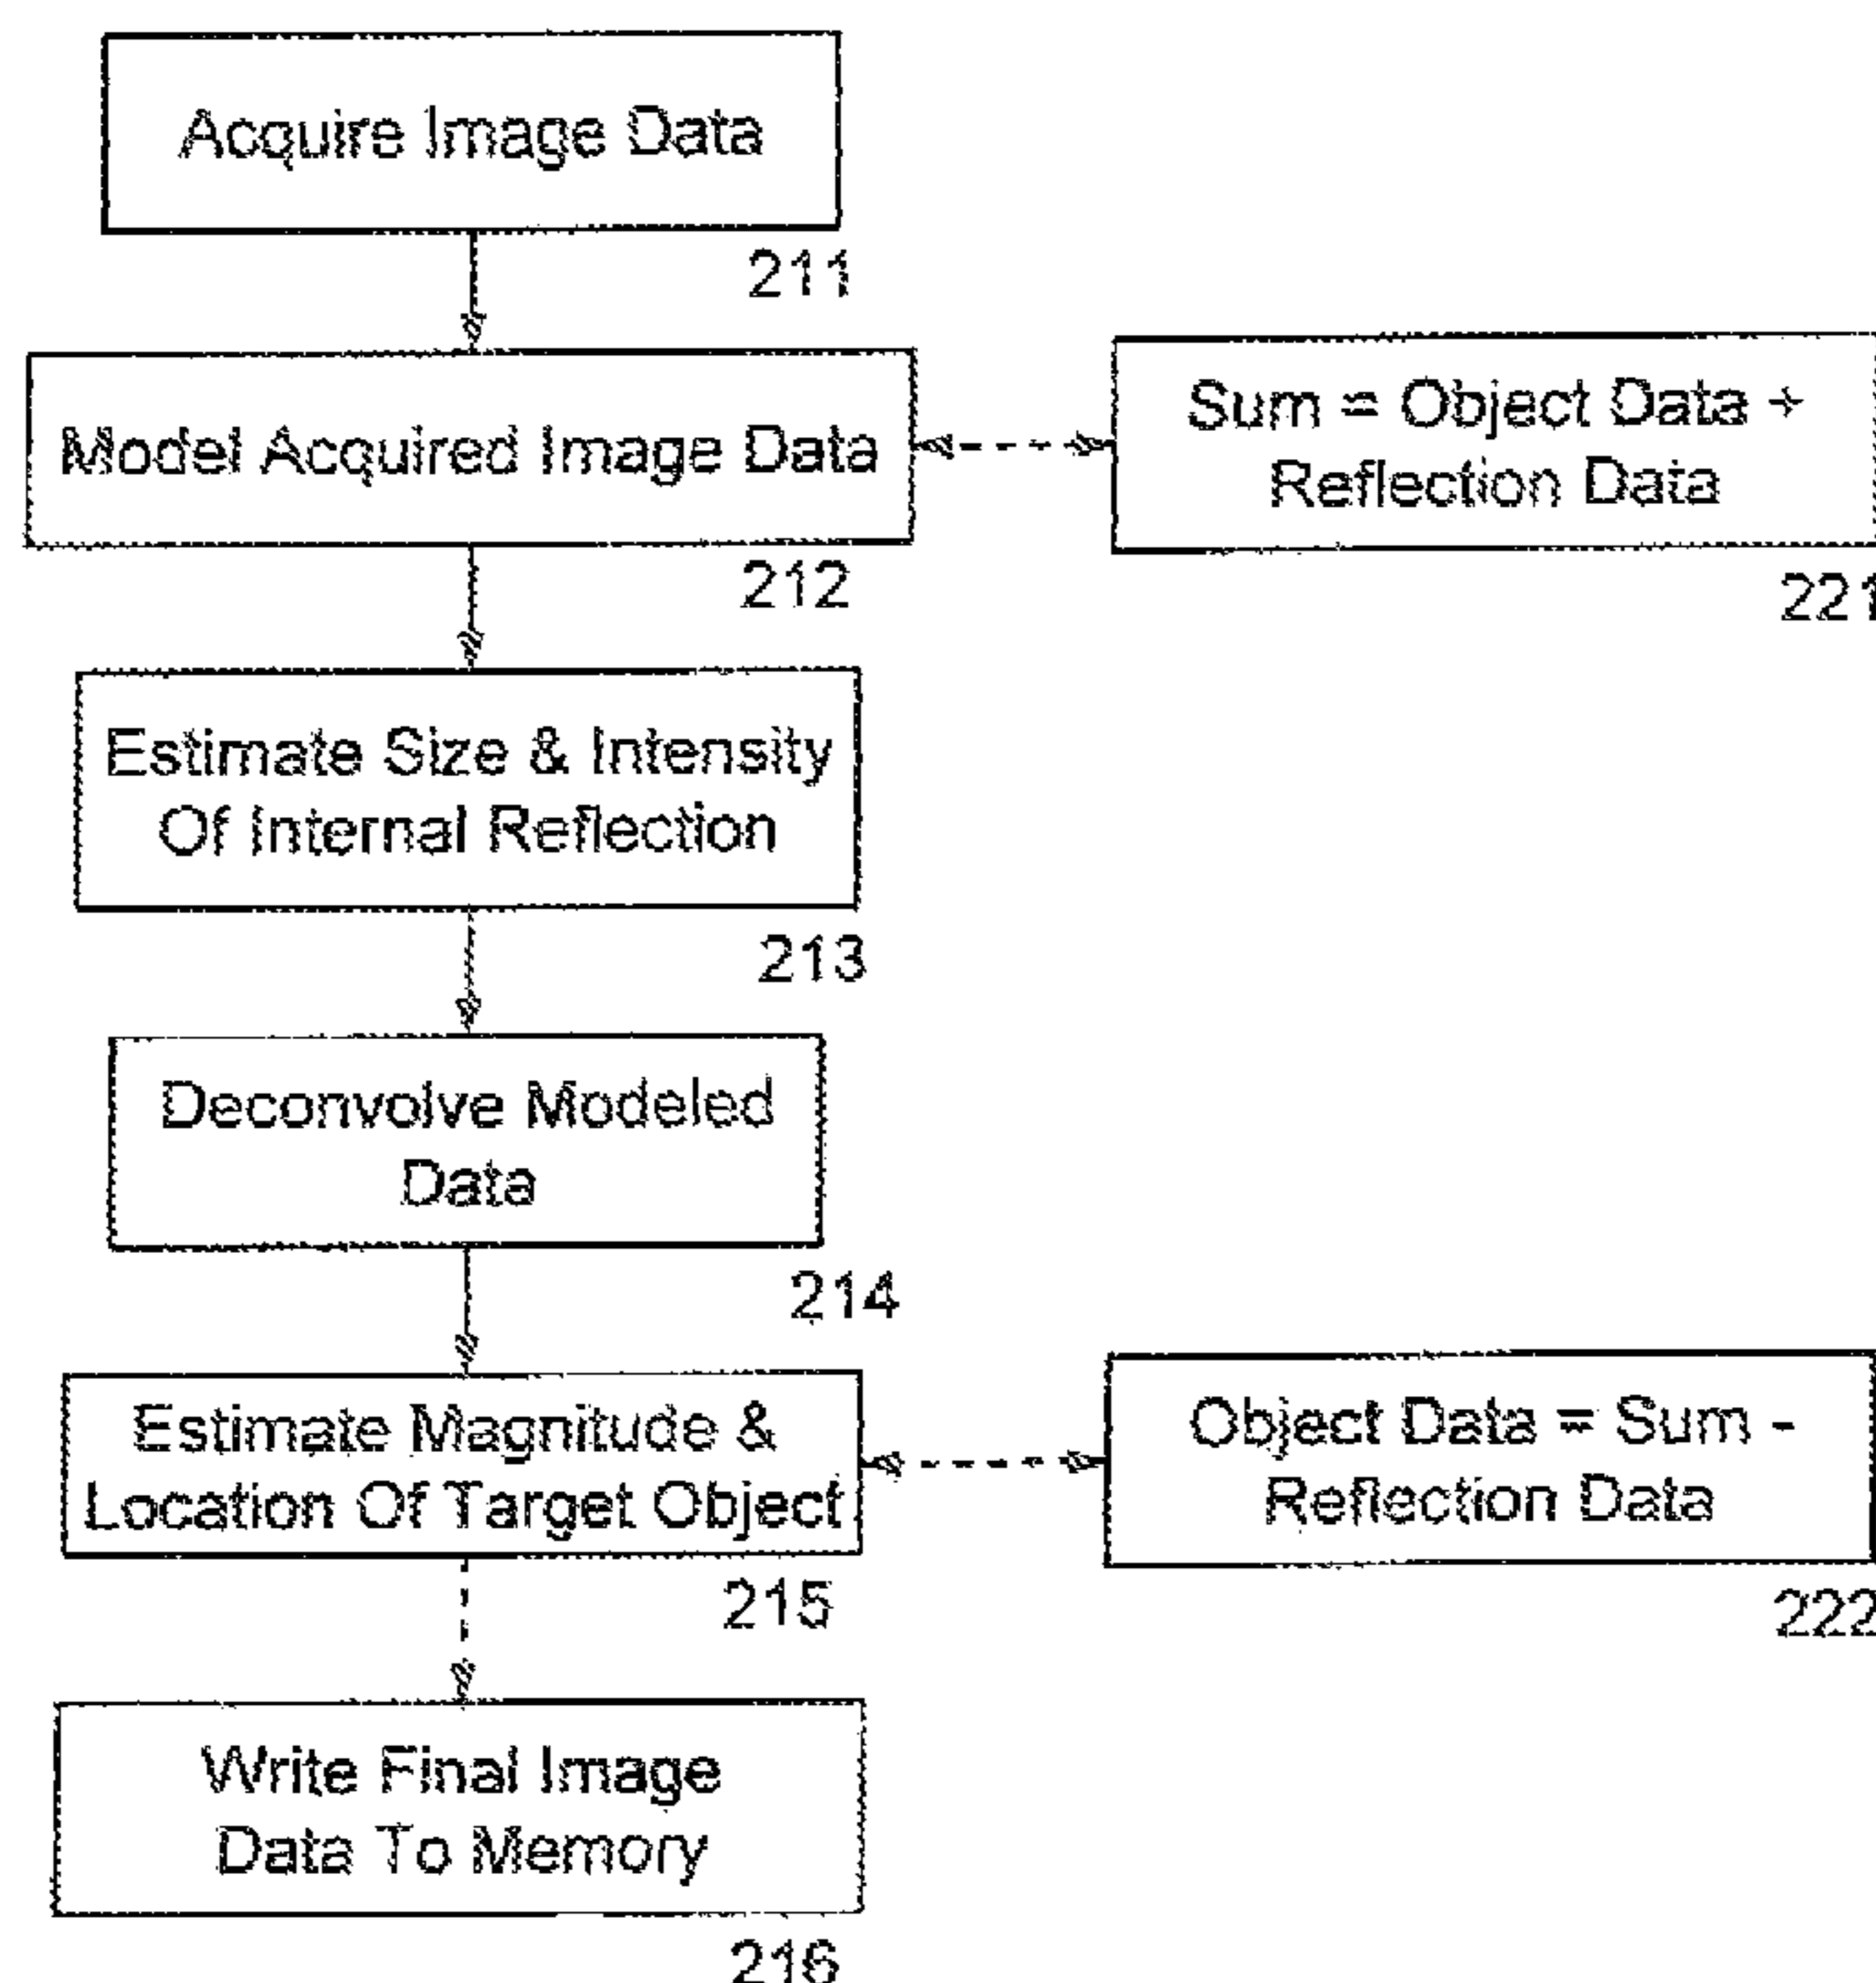 Acquire Image Data
211
Model Acquired Image Data
212
Sum = Object Data +
Reflection Data
221
Estimate Size & Intensity
Of Internal Reflection
213
Deconvolve Modeled
Data
214
Estimate Magnitude &
Location Of Target Object
215
Object Data = Sum -
Reflection Data
222
Write Final Image
Data To Memory
216